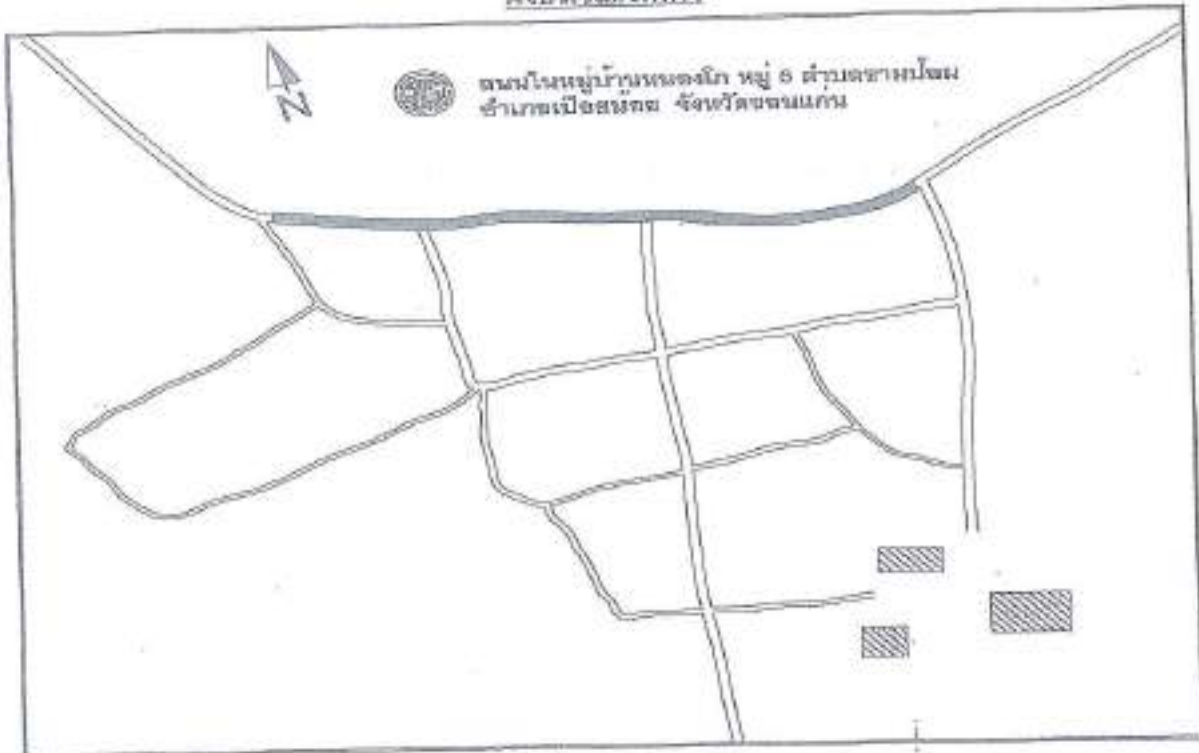 ถนนในหมู่บ้านหนองโก หมู่ 5 ตำบลขามป้อม
อำเภอเปือยน้อย จังหวัดขอนแก่น
N